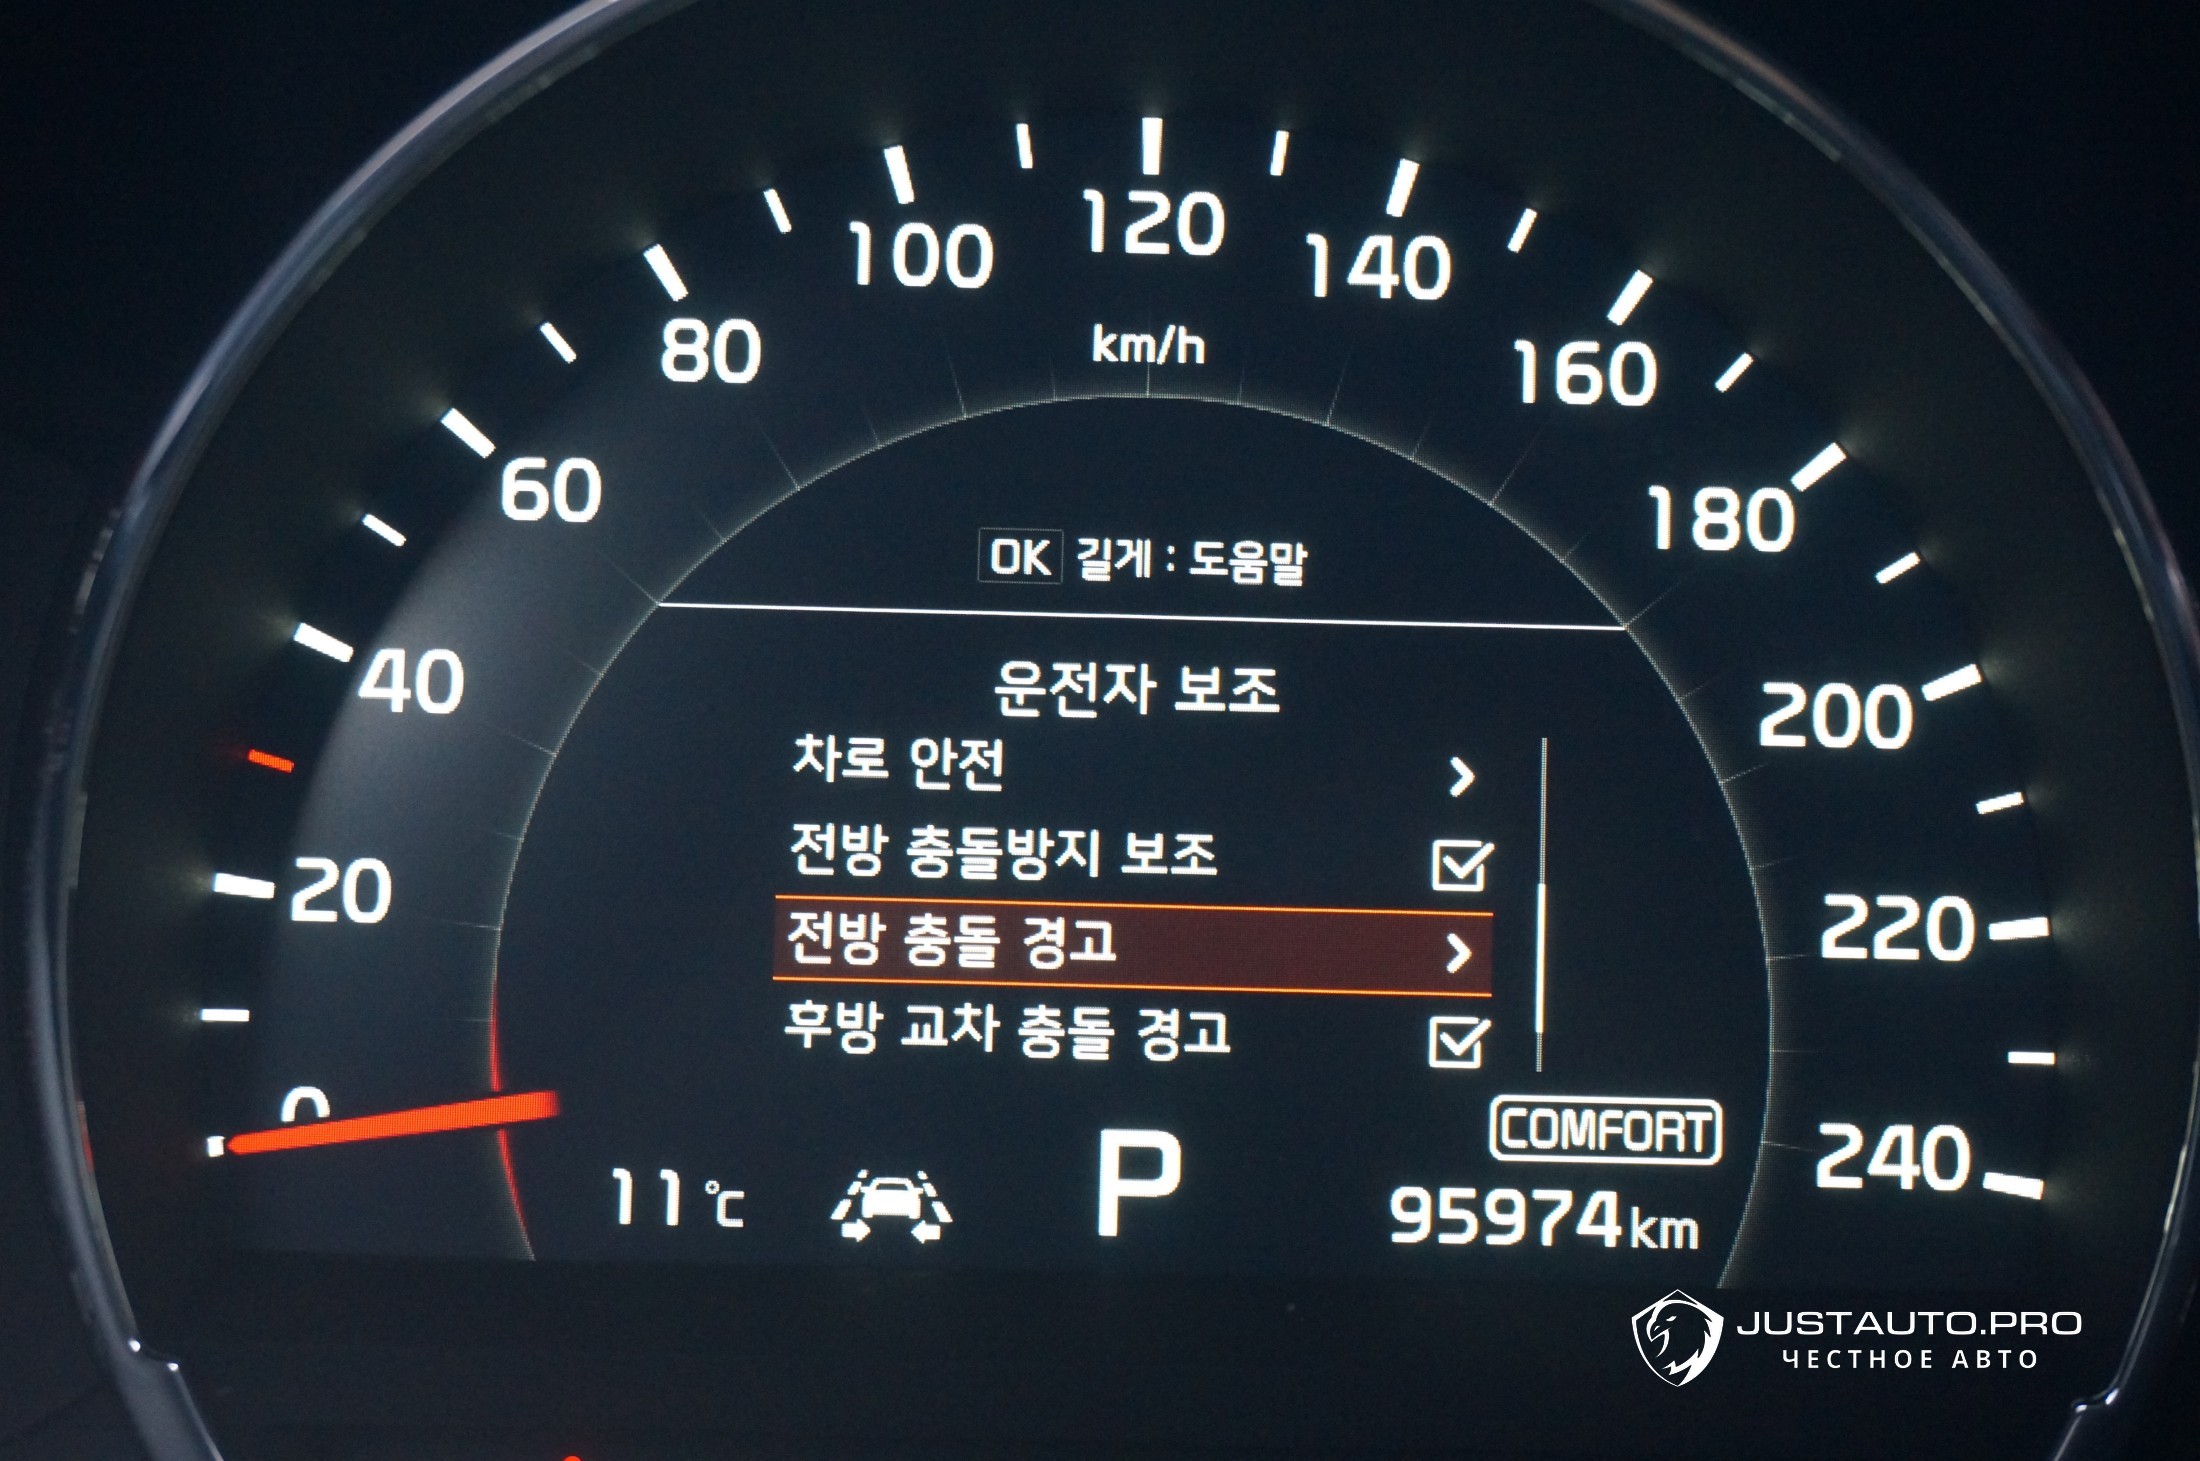 120
100
140
80
km/h
160
60
180
OK 길게 : 도움말
40
운전자 보조
200
차로 안전
전방 충돌방지 보조
20
220
전방 충돌 경고
후방 교차 충돌 경고
0
COMFORT
240
11℃
P
95974km
JUSTAUTO.PRO
ЧЕСТНОЕ АВТО